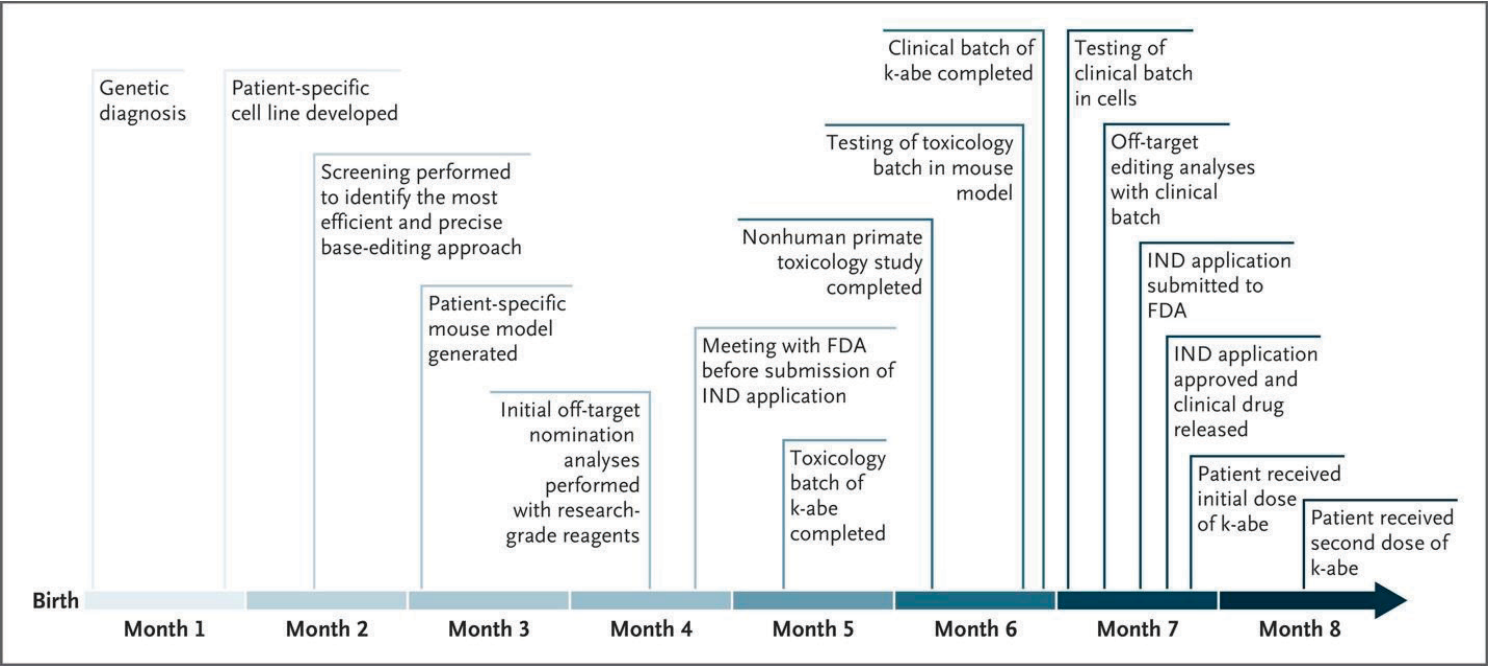 Genetic
diagnosis
Patient-specific
cell line developed
Screening performed
to identify the most
efficient and precise
base-editing approach
Patient-specific
mouse model
generated
Initial off-target
nomination
analyses
performed
with research-
grade reagents
Meeting with FDA
before submission of
IND application
Toxicology
batch of
k-abe
completed
Nonhuman primate
toxicology study
completed
Testing of toxicology
batch in mouse
model
Clinical batch of
k-abe completed
Testing of
clinical batch
in cells
Off-target
editing analyses
with clinical
batch
IND application
submitted to
FDA
IND application
approved and
clinical drug
released
Patient received
initial dose
of k-abe
Patient received
second dose of
k-abe
Birth
Month 1
Month 2
Month 3
Month 4
Month 5
Month 6
Month 7
Month 8